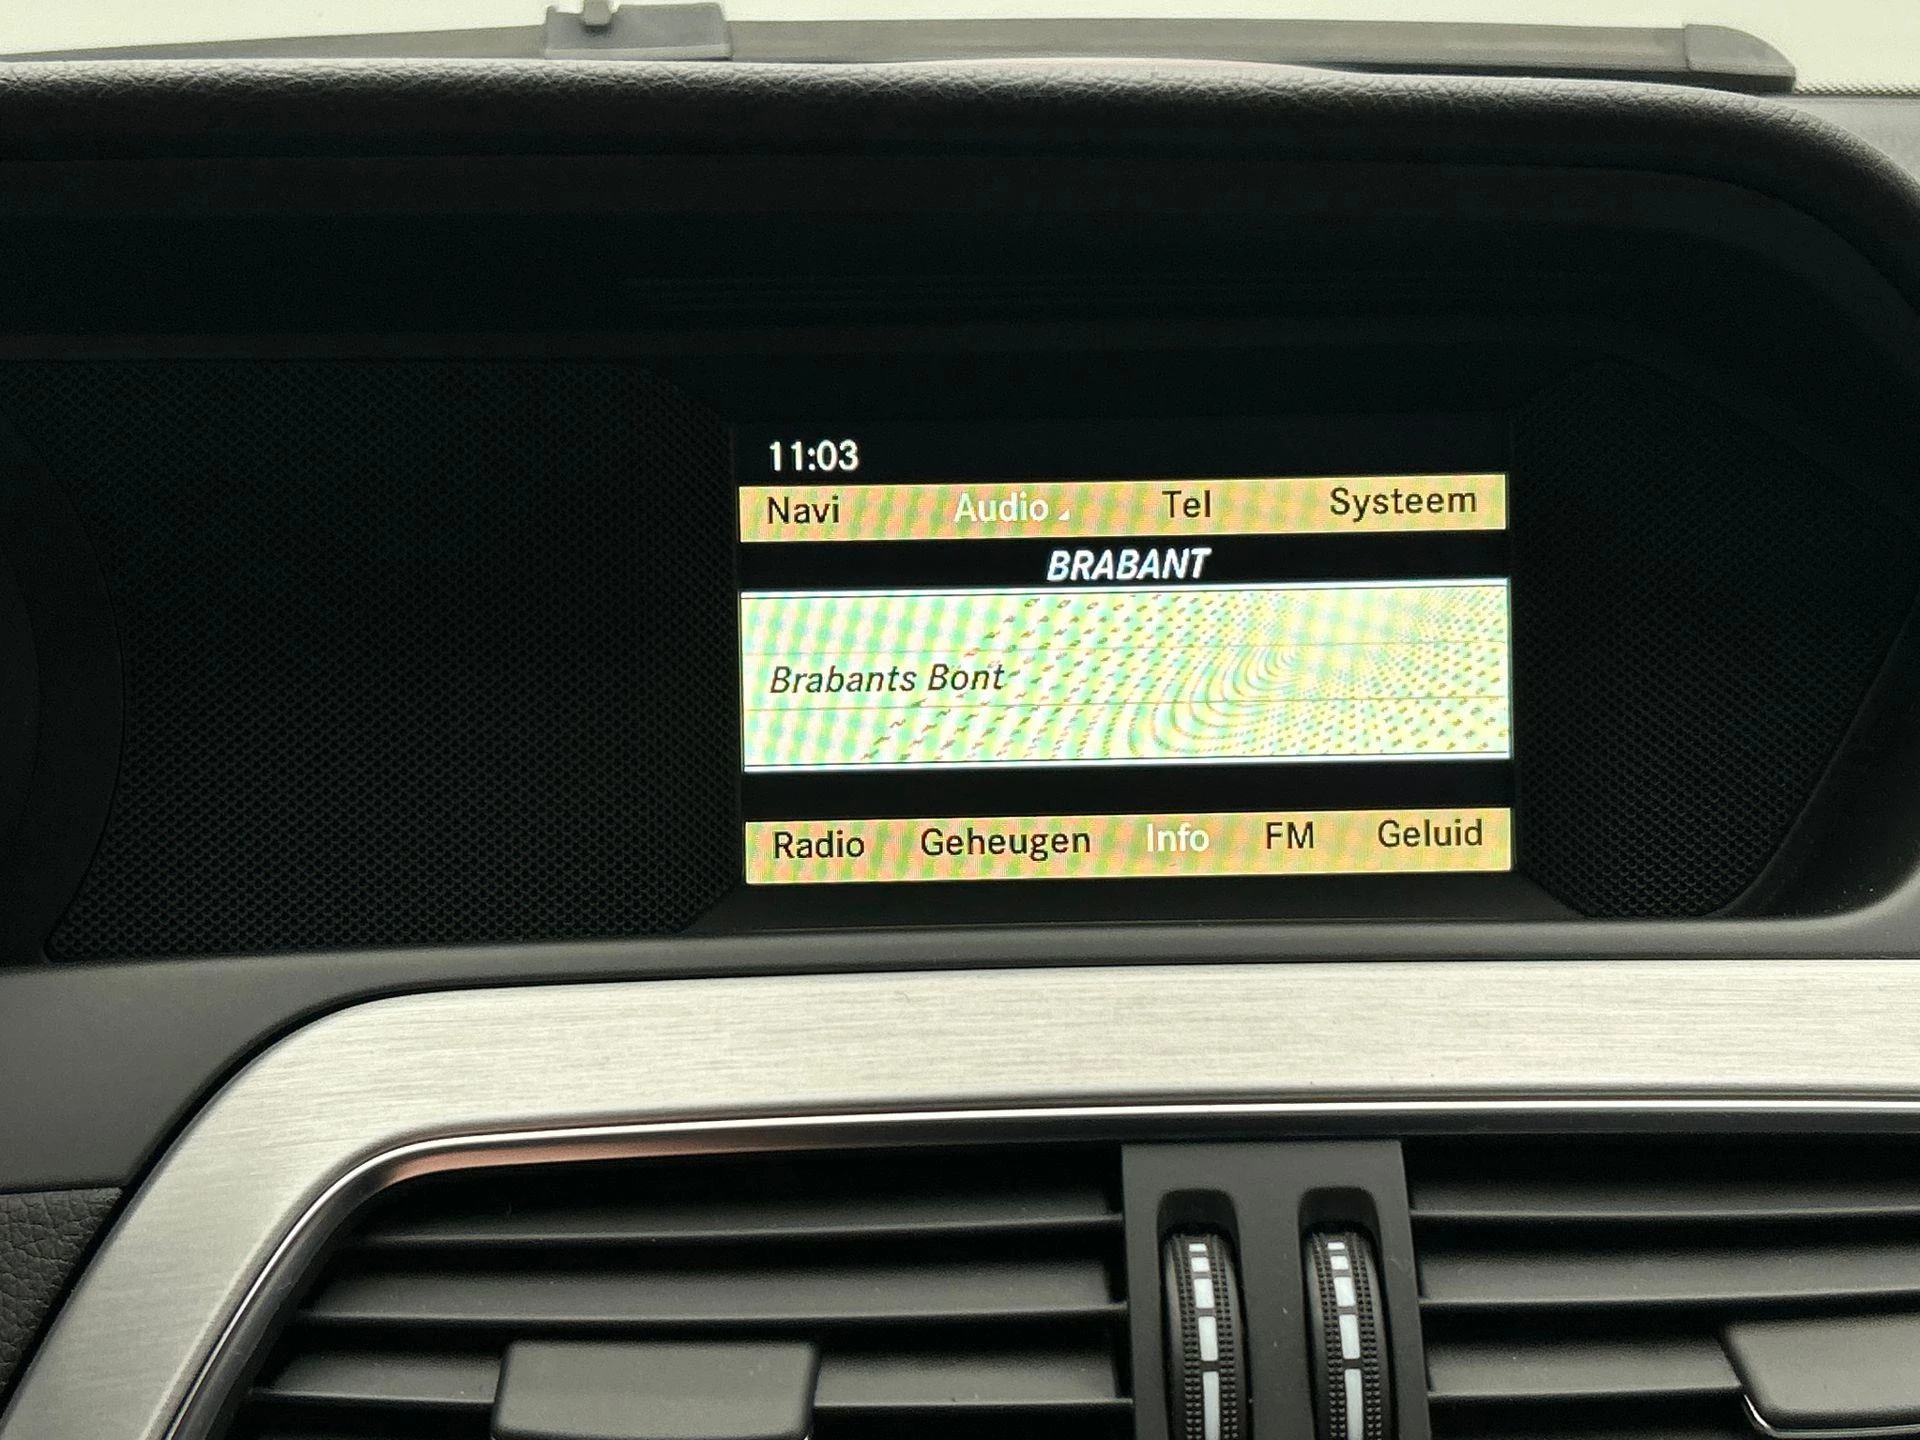 11:03
Navi Audio Tel Systeem
BRABANT
Brabants Bont
Radio Geheugen Info FM Geluid